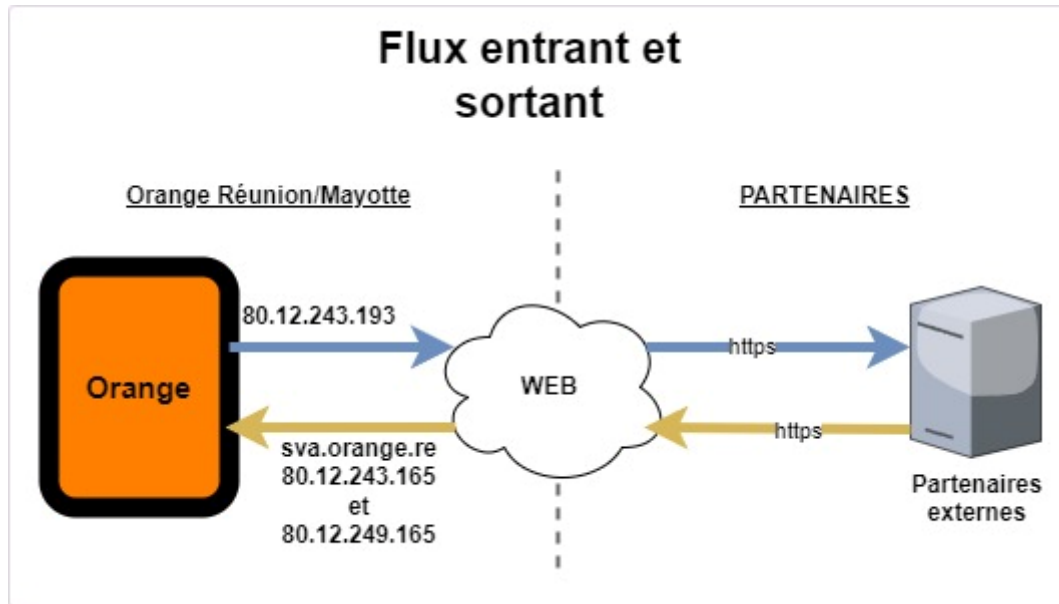 Flux entrant et
sortant
Orange Réunion/Mayotte
PARTENAIRES
80.12.243.193
https
Orange
WEB
https
sva.orange.re
80.12.243.165
et
80.12.249.165
Partenaires
externes